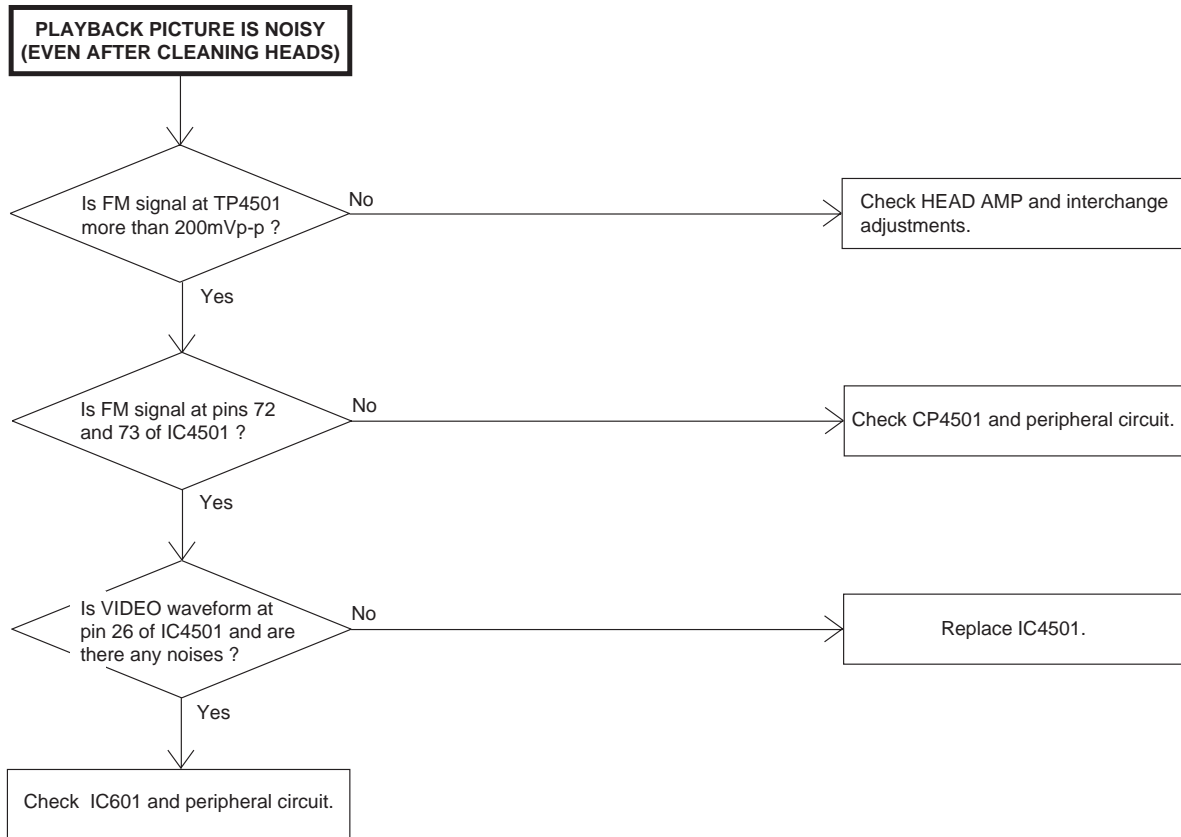 PLAYBACK PICTURE IS NOISY
(EVEN AFTER CLEANING HEADS)
Is FM signal at TP4501
more than 200mVp-p ?
No
Check HEAD AMP and interchange
adjustments.
Yes
Is FM signal at pins 72
and 73 of IC4501 ?
No
Check CP4501 and peripheral circuit.
Yes
Is VIDEO waveform at
pin 26 of IC4501 and are
there any noises ?
No
Replace IC4501.
Yes
Check IC601 and peripheral circuit.